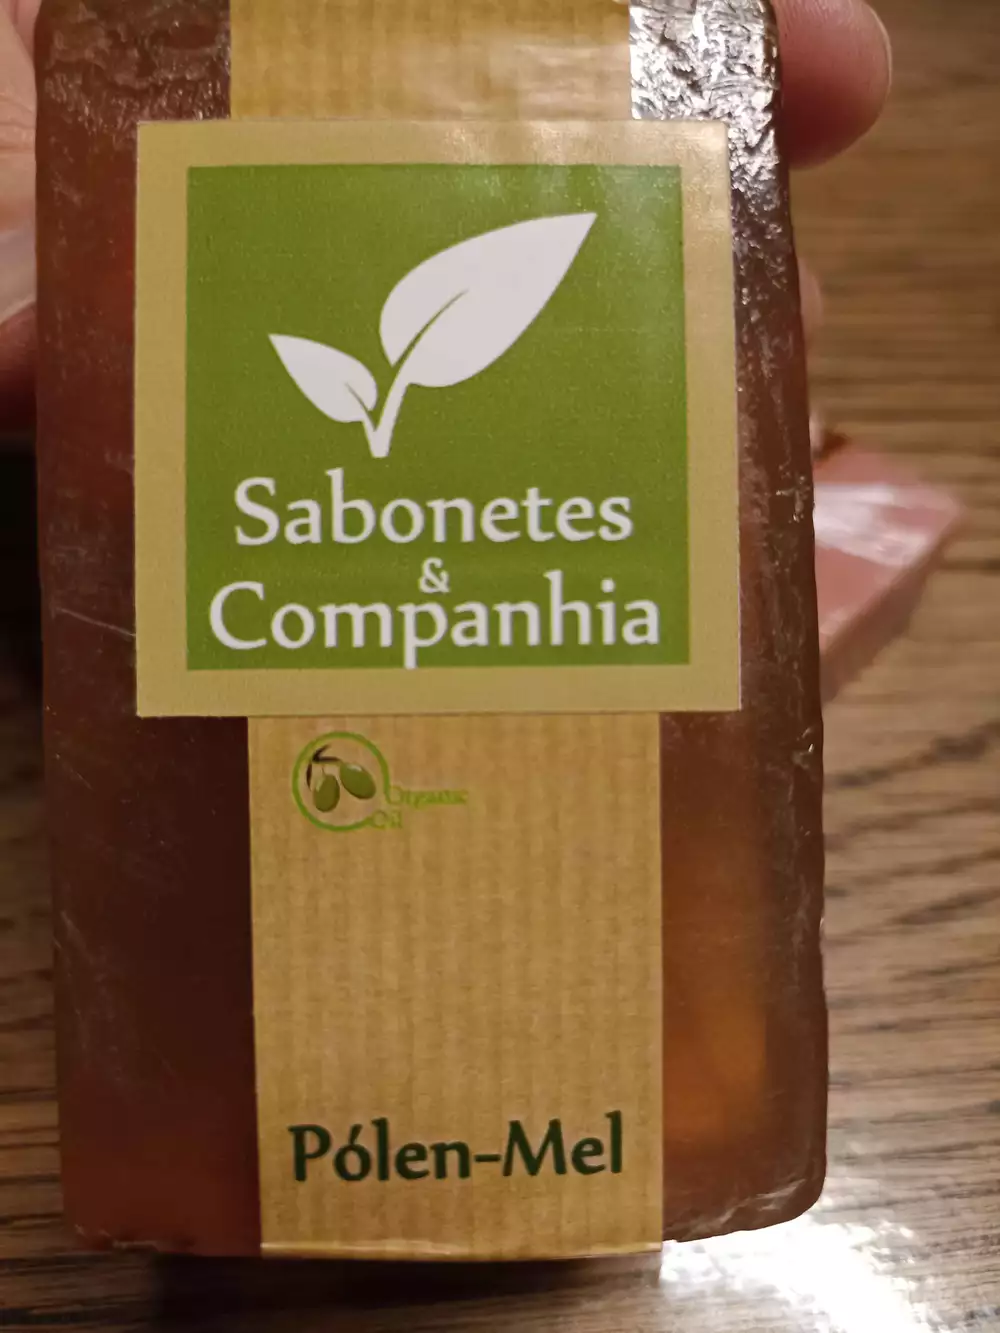 Sabonetes
&
Companhia
Organic
Oil
Pólen-Mel